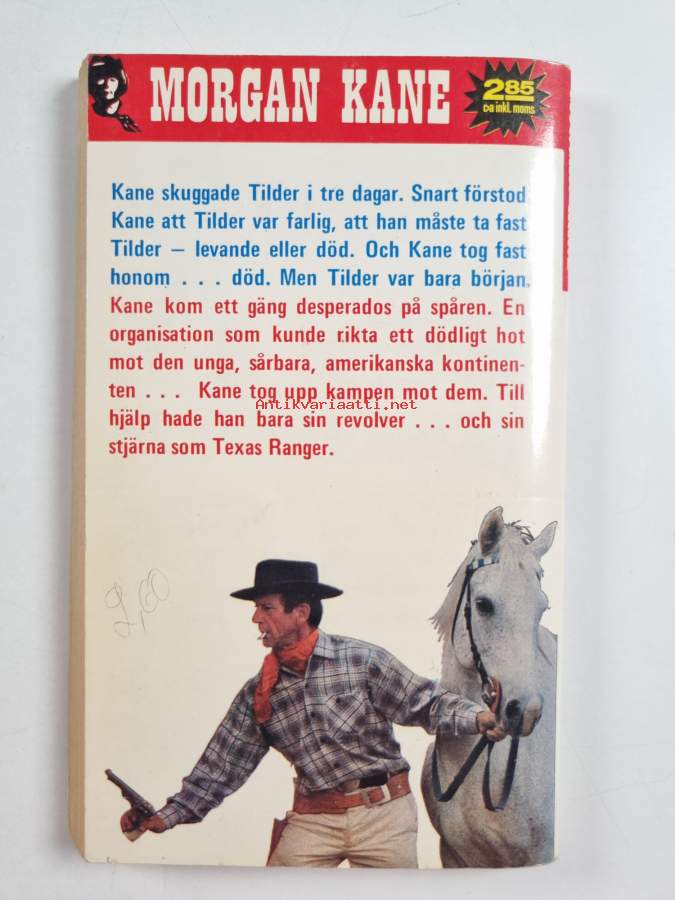 MORGAN KANE
2 85
ca inkl. moms
Kane skuggade Tilder i tre dagar. Snart förstod
Kane att Tilder var farlig, att han måste ta fast
Tilder — levande eller död. Och Kane tog fast
honom . . . död. Men Tilder var bara början.
Kane kom ett gäng desperados på spåren. En
organisation som kunde rikta ett dödligt hot
mot den unga, sårbara, amerikanska kontinen-
ten . . . Kane tog upp kampen mot dem. Till
Antikvariaatti.net
hjälp hade han bara sin revolver . . . och sin
stjärna som Texas Ranger.
2,60